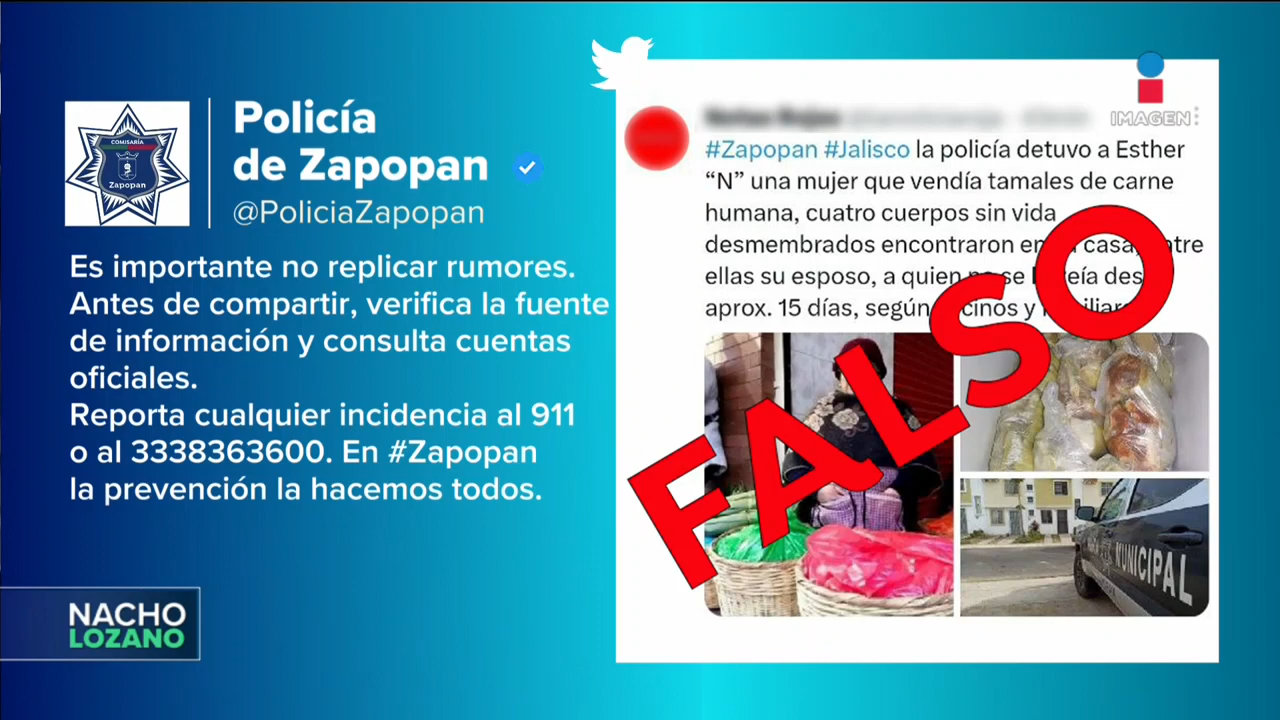 Policía
de Zapopan
@PoliciaZapopan
COMISARÍA
Zapopan
Es importante no replicar rumores.
Antes de compartir, verifica la fuente
de información y consulta cuentas
oficiales.
Reporta cualquier incidencia al 911
o al 3338363600. En #Zapopan
la prevención la hacemos todos.
NACHO
LOZANO
IMAGEN
#Zapopan #Jalisco la policía detuvo a Esther
“N” una mujer que vendía tamales de carne
humana, cuatro cuerpos sin vida
desmembrados encontraron en casa,
ellas su esposo, a quien se veía
aprox. 15 días, según y
FALSO
MUNICIPAL